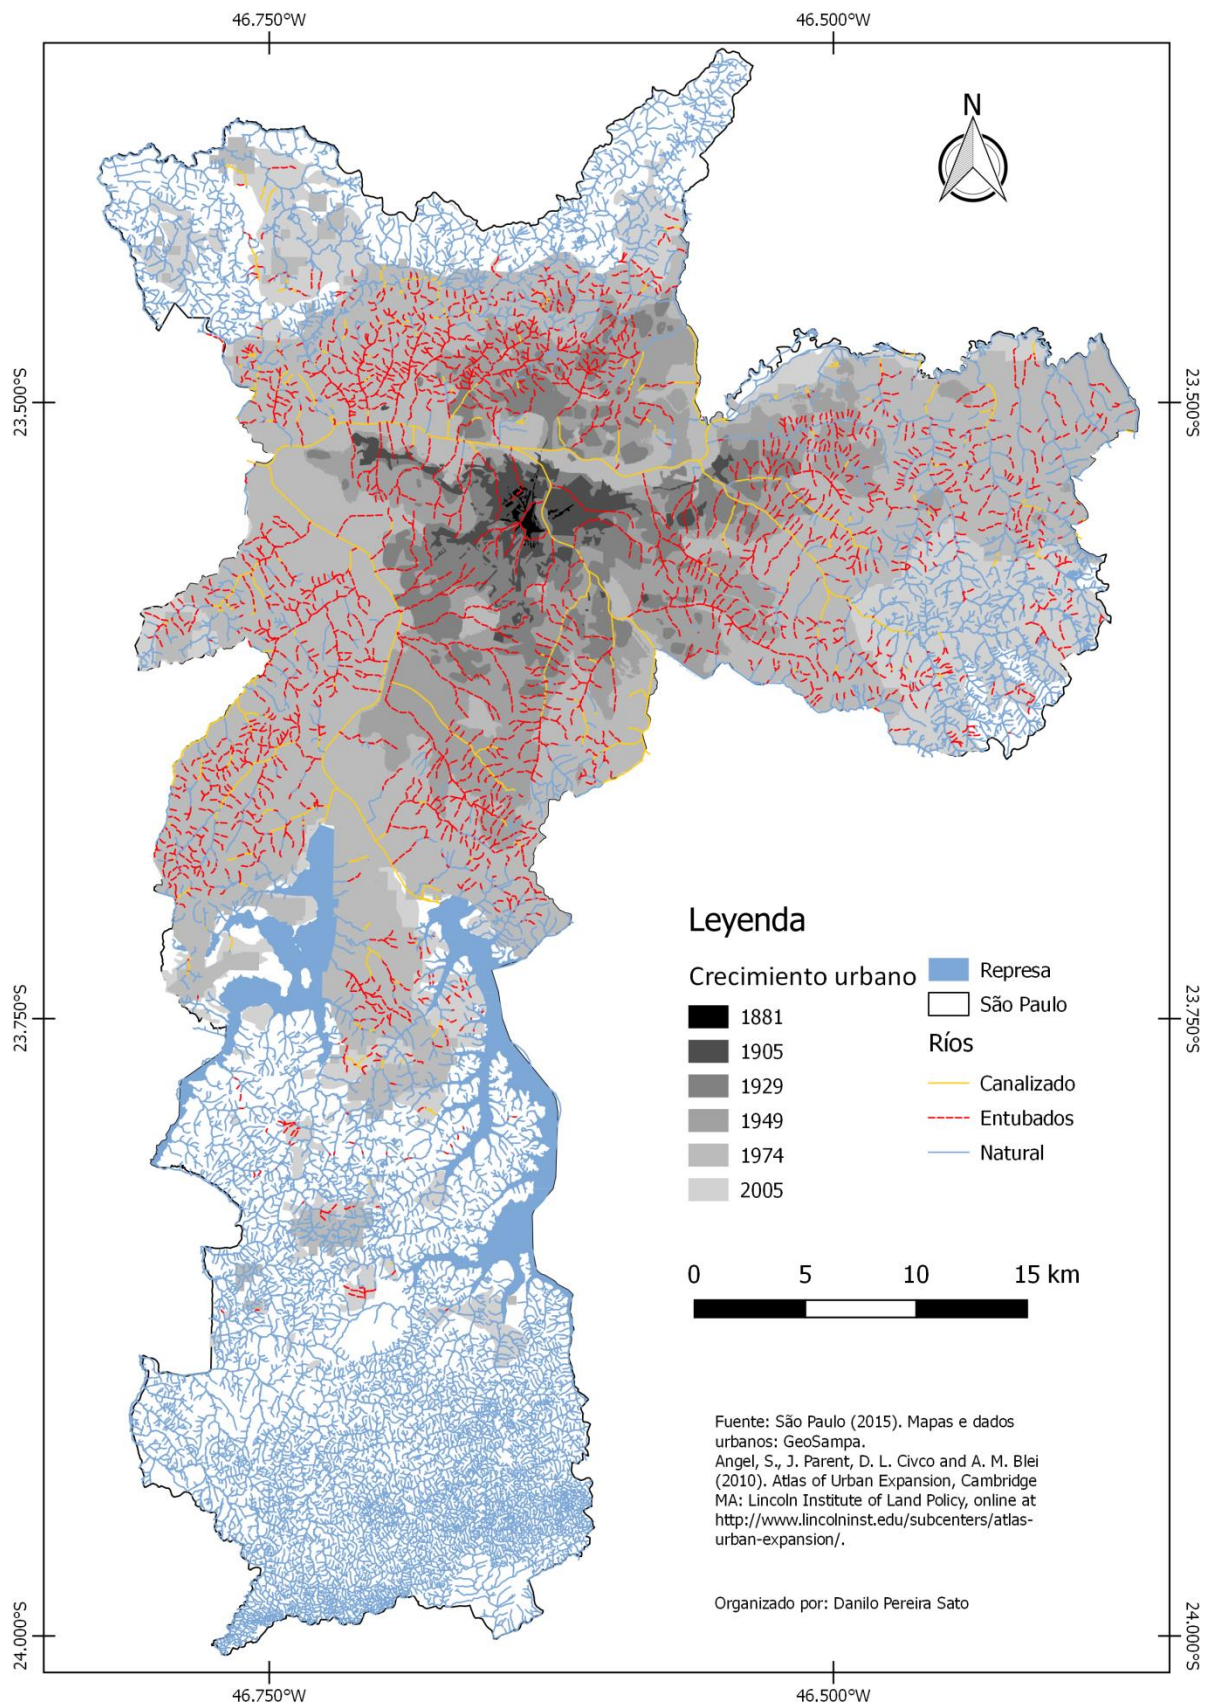 46.750°W
46.500°W
N
23.500°S
23.500°S
Leyenda
Crecimiento urbano
1881
1905
1929
1949
1974
2005
Represa
São Paulo
Ríos
Canalizado
Entubados
Natural
23.750°S
23.750°S
0 5 10 15 km
Fuente: São Paulo (2015). Mapas e dados
urbanos: GeoSampa.
Angel, S., J. Parent, D. L. Civco and A. M. Blei
(2010). Atlas of Urban Expansion, Cambridge
MA: Lincoln Institute of Land Policy, online at
http://www.lincolninst.edu/subcenters/atlas-
urban-expansion/.
Organizado por: Danilo Pereira Sato
24.000°S
24.000°S
46.750°W
46.500°W